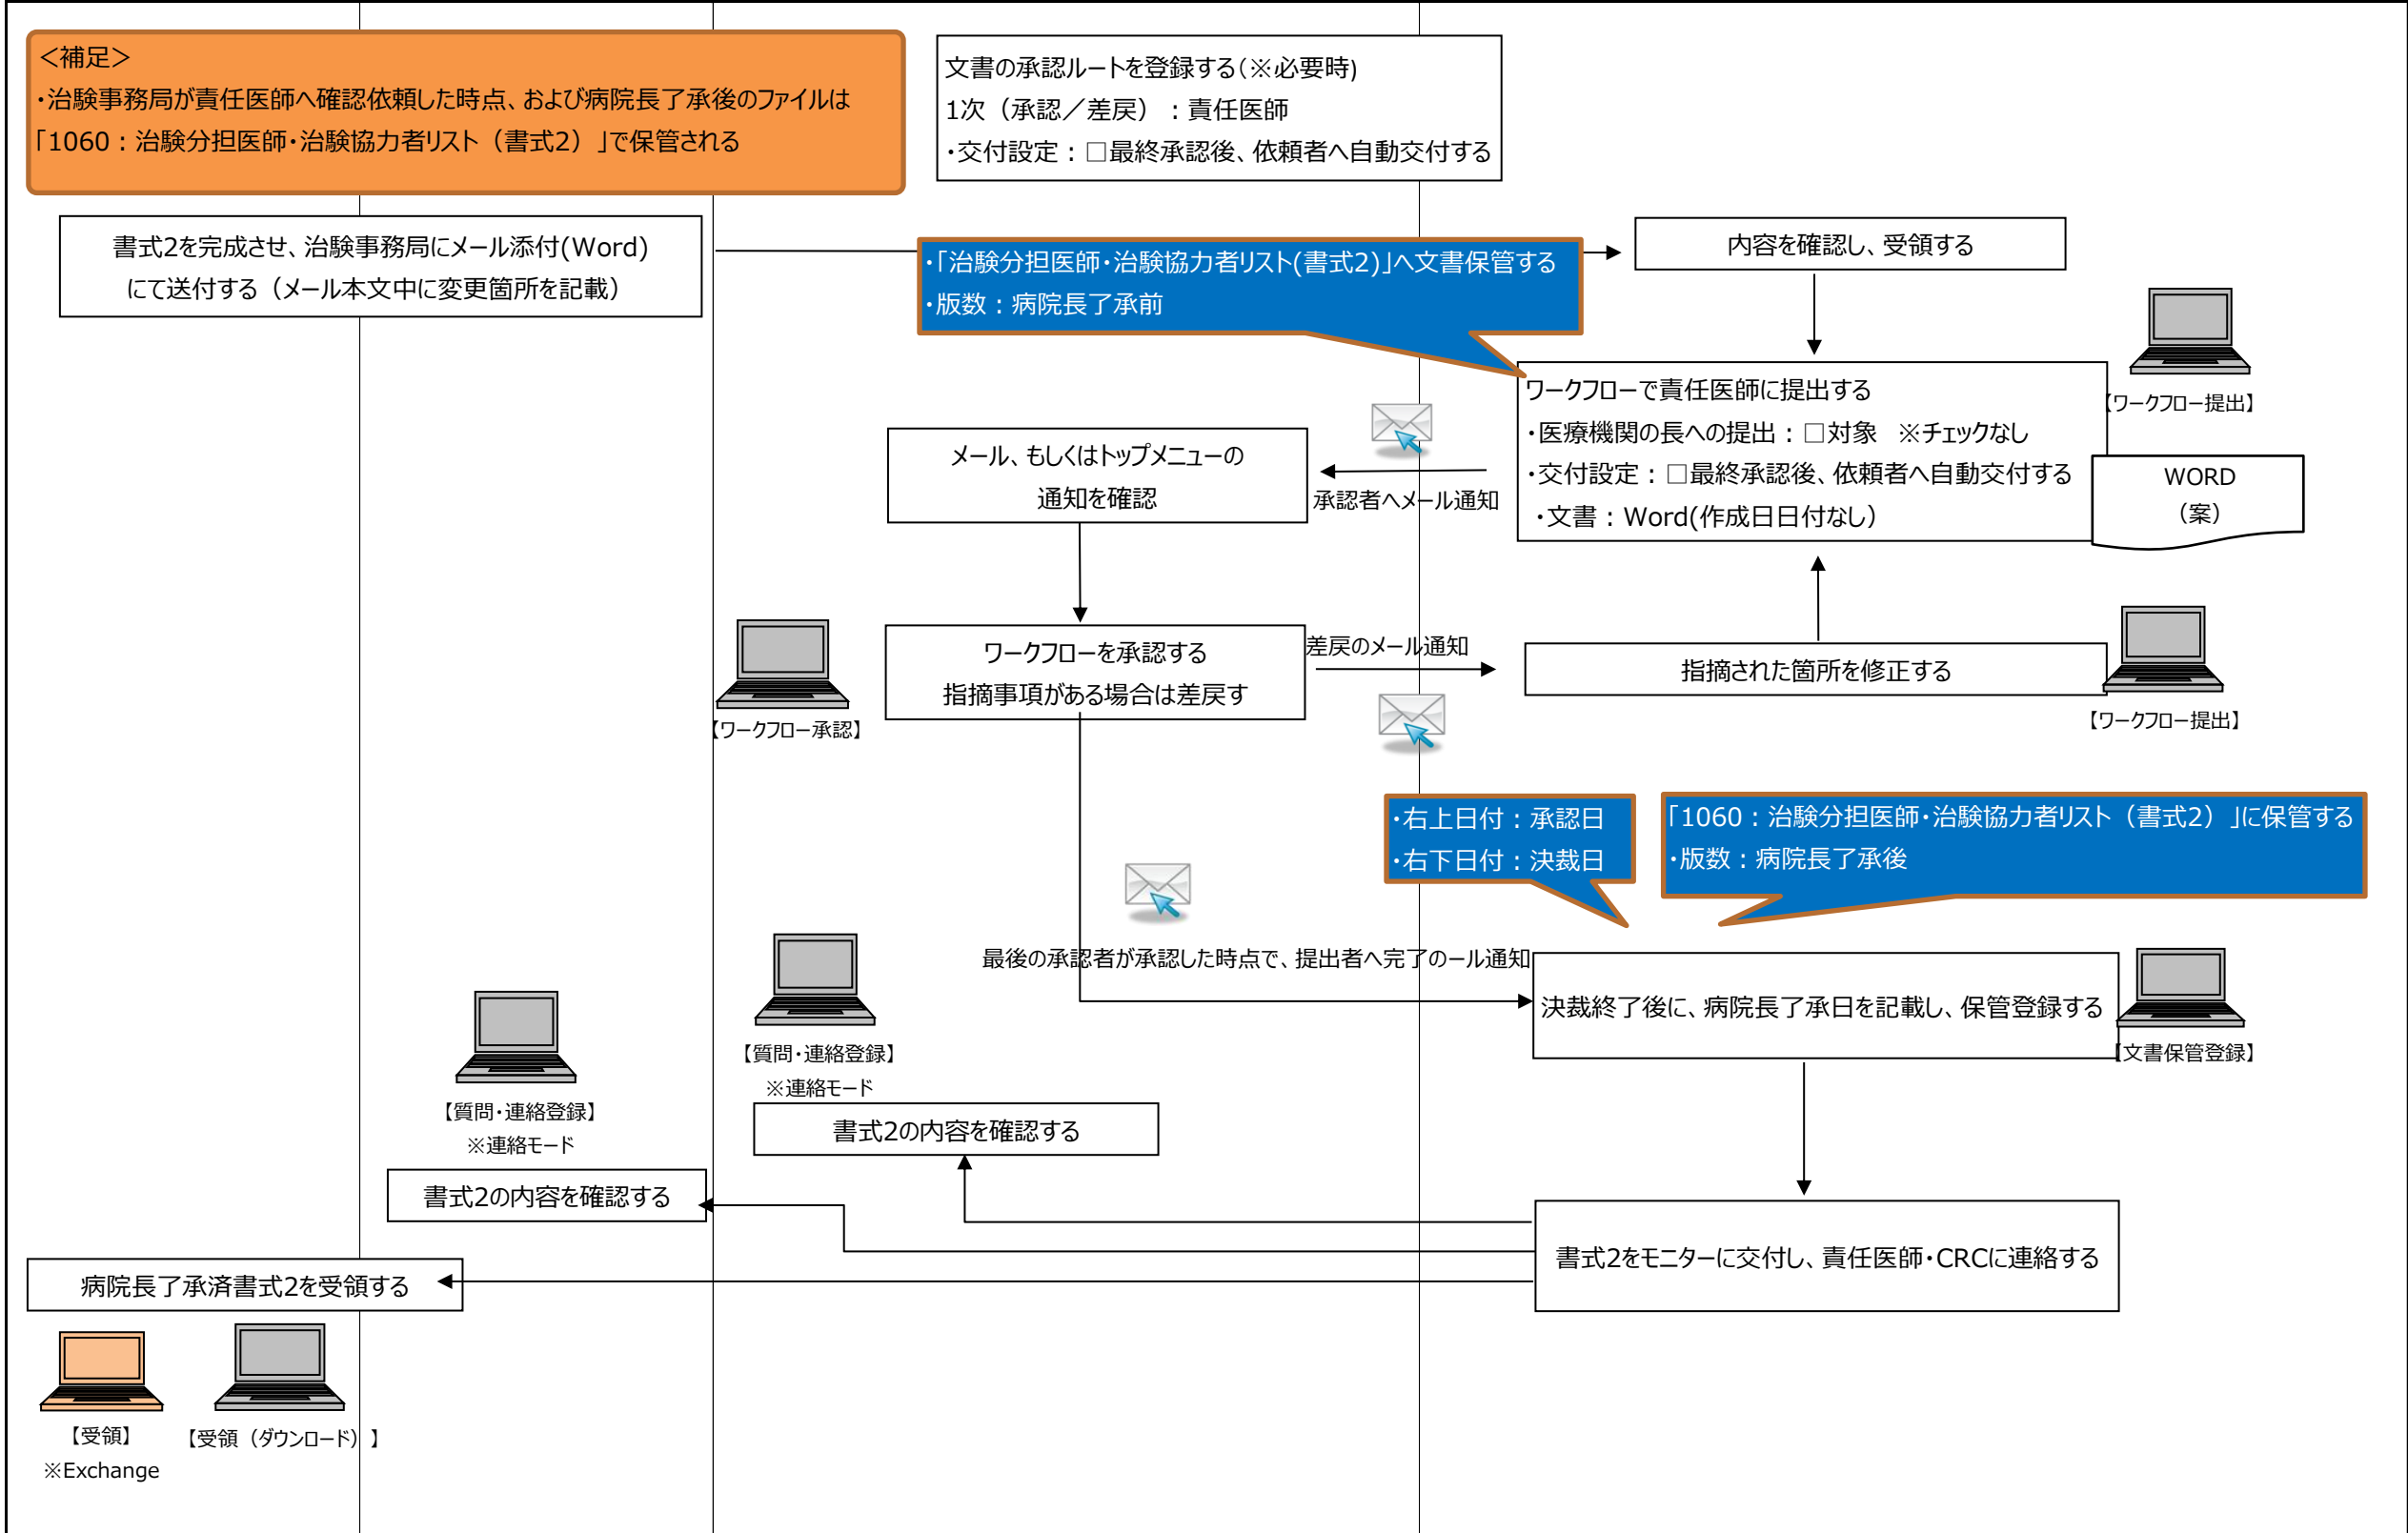 ＜補足＞
・治験事務局が責任医師へ確認依頼した時点、および病院長了承後のファイルは
「1060：治験分担医師・治験協力者リスト（書式2）」で保管される
文書の承認ルートを登録する(※必要時)
1次（承認／差戻）：責任医師
・交付設定：□最終承認後、依頼者へ自動交付する
書式2を完成させ、治験事務局にメール添付(Word)
にて送付する（メール本文中に変更箇所を記載）
・「治験分担医師・治験協力者リスト(書式2)」へ文書保管する
・版数：病院長了承前
内容を確認し、受領する
【ワークフロー提出】
ワークフローで責任医師に提出する
・医療機関の長への提出：□対象　※チェックなし
・交付設定：□最終承認後、依頼者へ自動交付する
・文書：Word(作成日日付なし）
WORD
（案）
メール、もしくはトップメニューの
通知を確認
承認者へメール通知
ワークフローを承認する
指摘事項がある場合は差戻す
【ワークフロー承認】
差戻のメール通知
指摘された箇所を修正する
【ワークフロー提出】
・右上日付：承認日
・右下日付：決裁日
「1060：治験分担医師・治験協力者リスト（書式2）」に保管する
・版数：病院長了承後
最後の承認者が承認した時点で、提出者へ完了のール通知
決裁終了後に、病院長了承日を記載し、保管登録する
【文書保管登録】
【質問・連絡登録】
※連絡モード
書式2の内容を確認する
【質問・連絡登録】
※連絡モード
書式2の内容を確認する
書式2をモニターに交付し、責任医師・CRCに連絡する
病院長了承済書式2を受領する
【受領】
※Exchange
【受領（ダウンロード）】